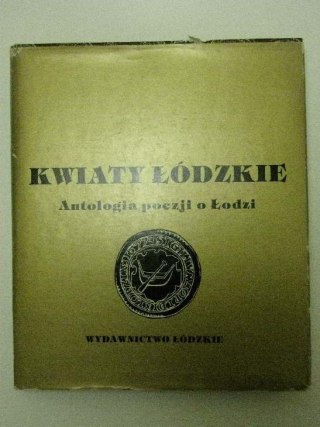 KWIATY ŁÓDZKIE
Antologia poezji o Łodzi
WYDAWNICTWO ŁÓDZKIE